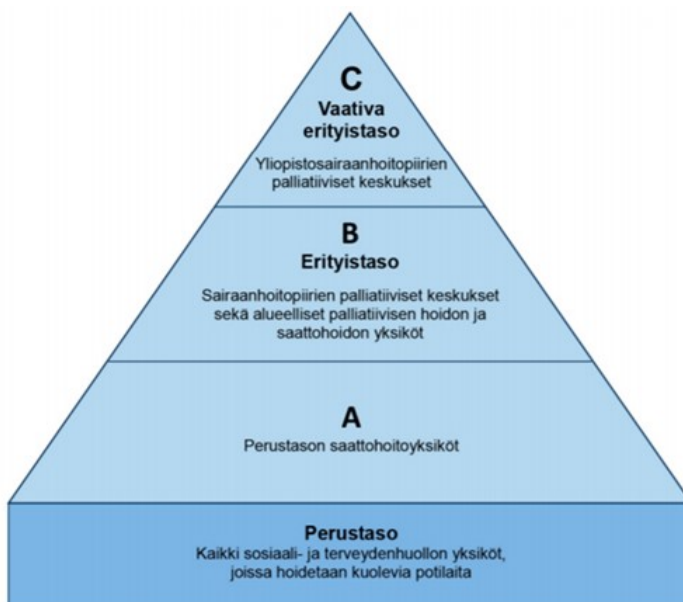 C
Vaativa
erityistaso
Yliopistosairaanhoitopiirien
palliatiiviset keskukset
B
Erityistaso
Sairaanhoitopiirien palliatiiviset keskukset
sekä alueelliset palliatiivisen hoidon ja
saattohoidon yksiköt
A
Perustason saattohoitoyksiköt
Perustaso
Kaikki sosiaali- ja terveydenhuollon yksiköt,
joissa hoidetaan kuolevia potilaita